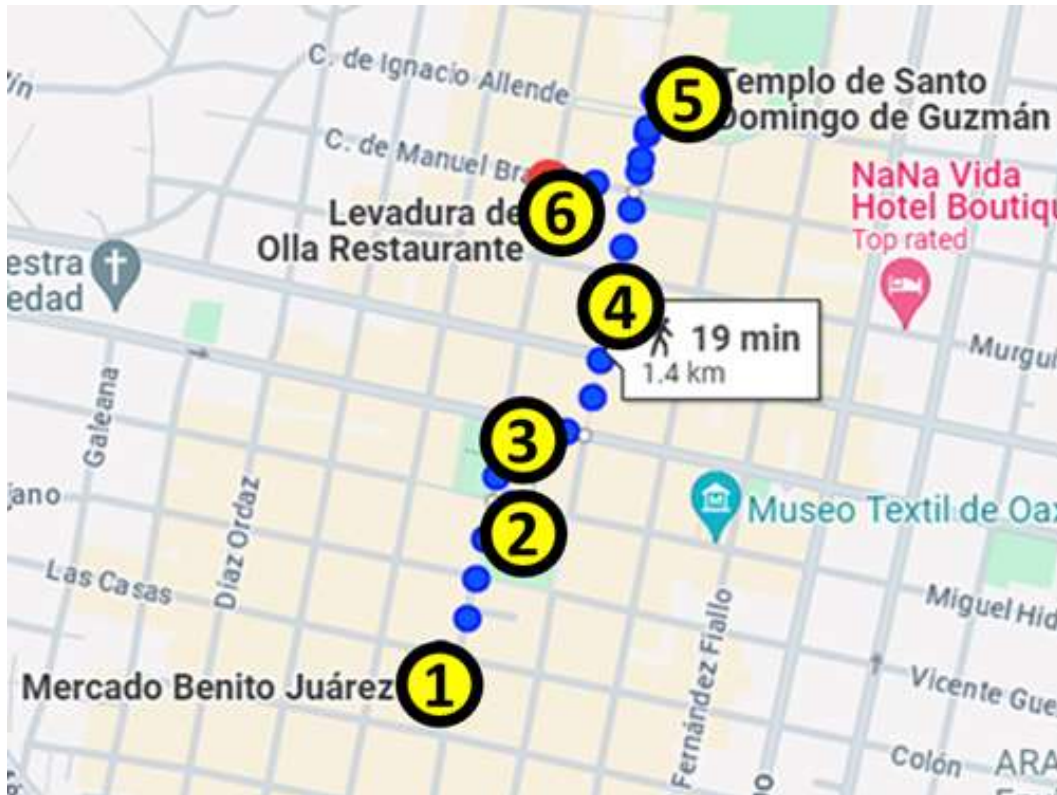 C. de Ignacio Allende
5
Templo de Santo
Domingo de Guzmán
C. de Manuel Bra
NaNa Vida
Hotel Boutiqu
Top rated
6
Levadura de
Olla Restaurante
estra
edad
4
19 min
1.4 km
Murguí
3
Galeana
Díaz Ordaz
ano
2
Museo Textil de Oax
Las Casas
Miguel Hid
Fernández Fiallo
1
Mercado Benito Juárez
Vicente Gue
Colón
ARA